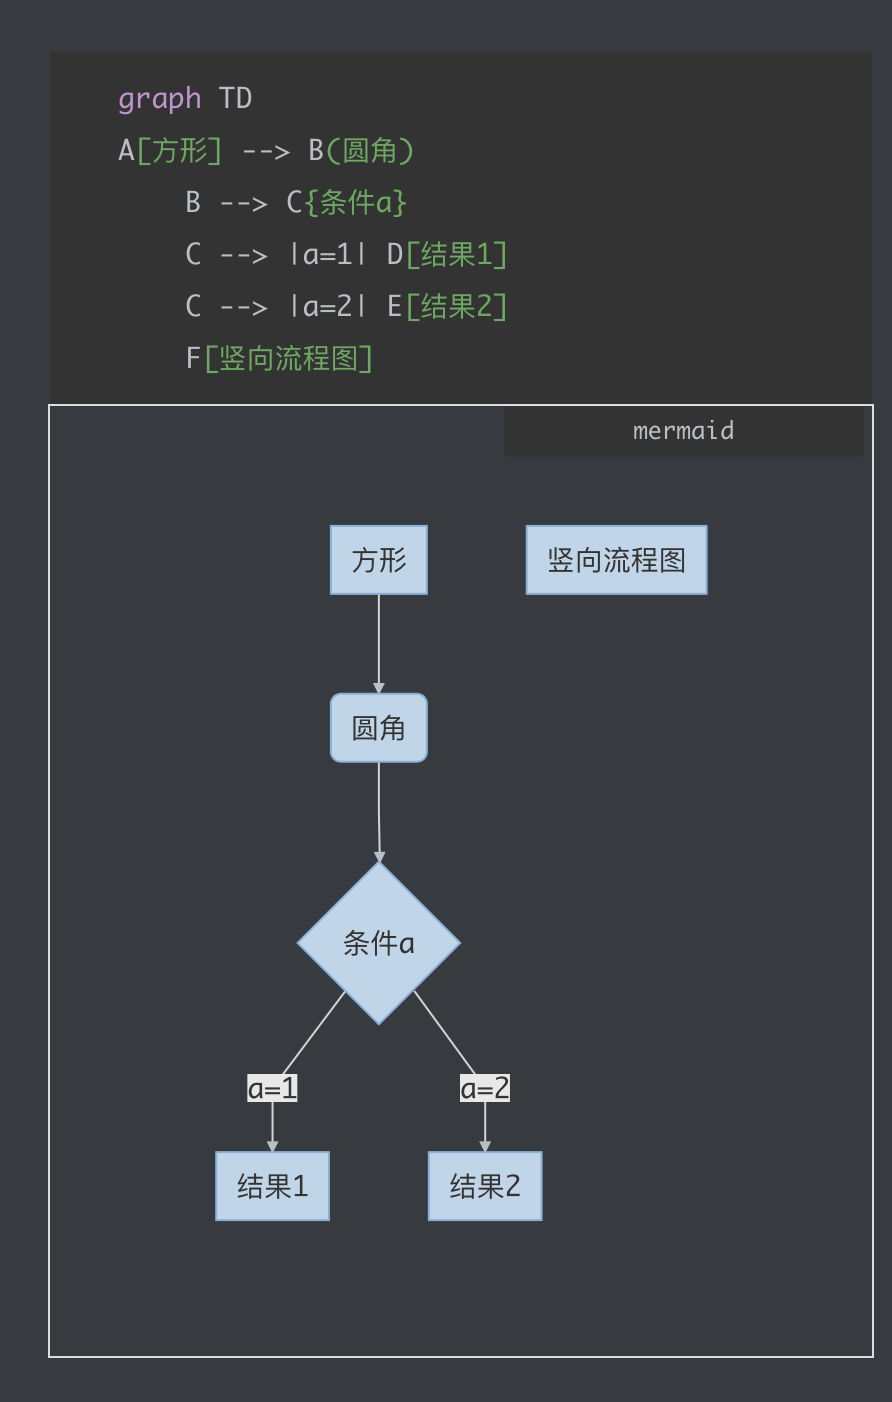 graph TD
A[方形] --> B(圆角)
B --> C{条件a}
C --> |a=1| D[结果1]
C --> |a=2| E[结果2]
F[竖向流程图]
mermaid
方形
竖向流程图
圆角
条件a
a=1
a=2
结果1
结果2